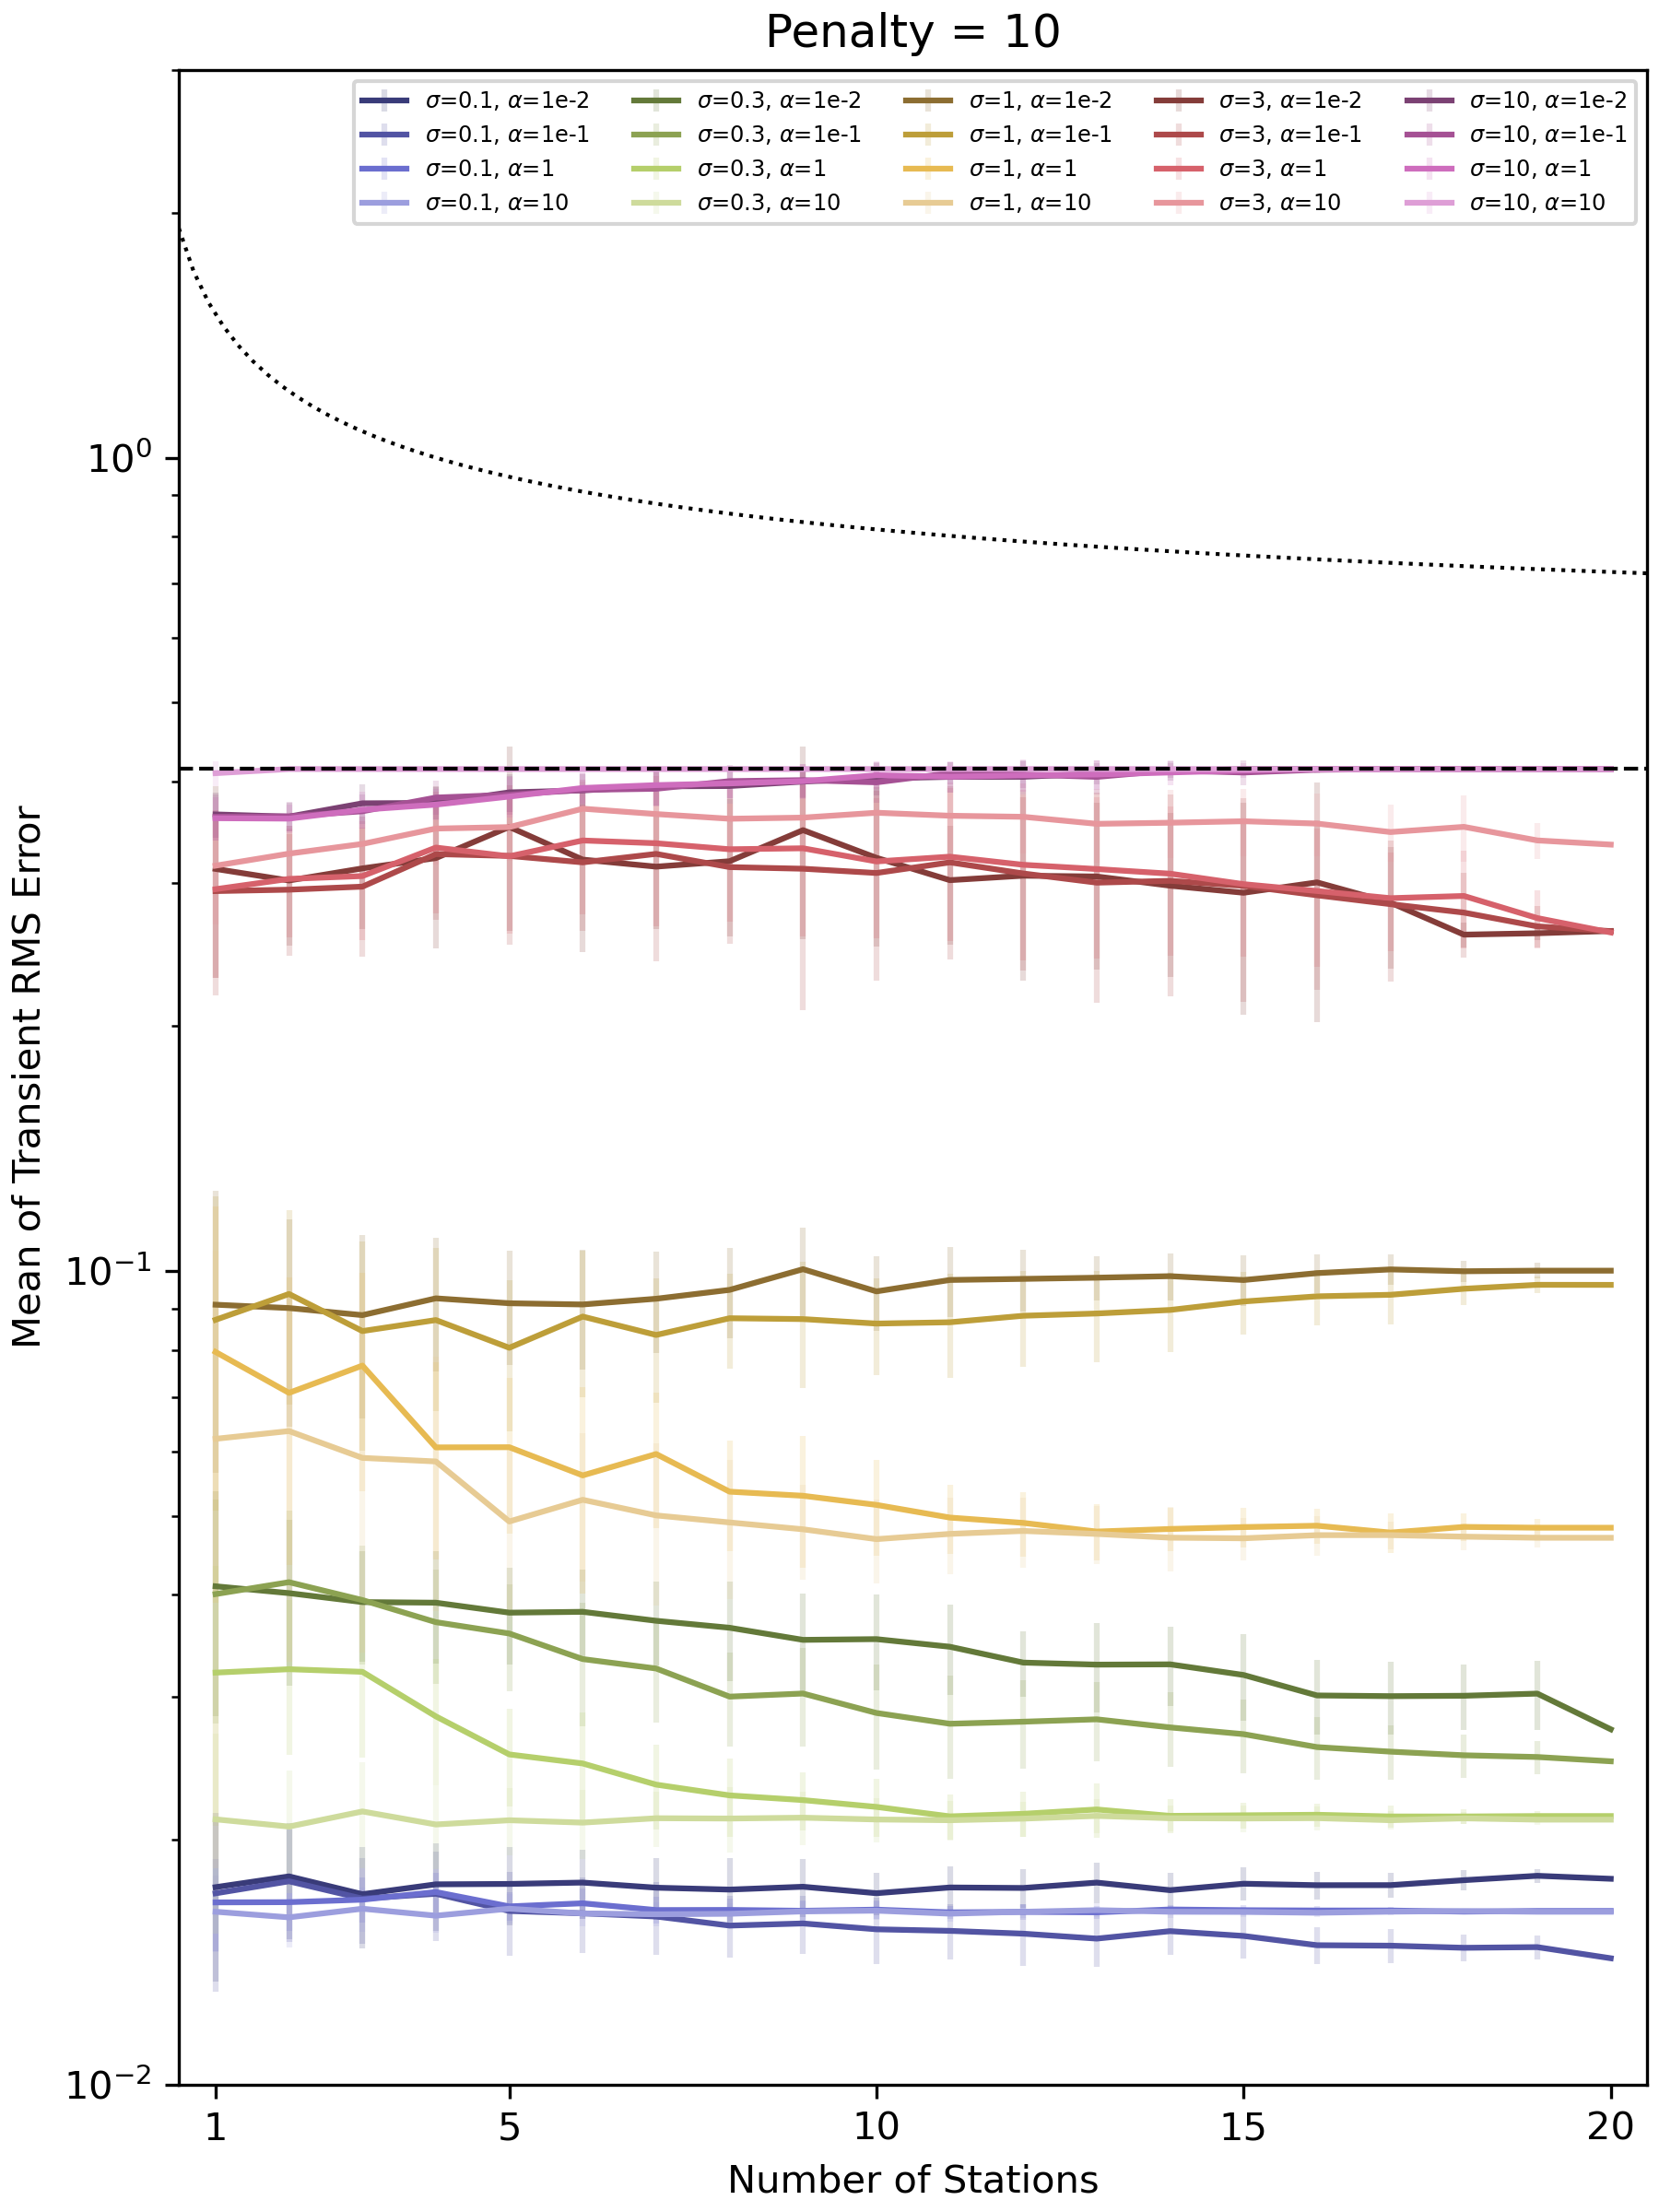 Penalty = 10
σ=0.1, α=1e-2
σ=0.1, α=1e-1
σ=0.1, α=1
σ=0.1, α=10
σ=0.3, α=1e-2
σ=0.3, α=1e-1
σ=0.3, α=1
σ=0.3, α=10
σ=1, α=1e-2
σ=1, α=1e-1
σ=1, α=1
σ=1, α=10
σ=3, α=1e-2
σ=3, α=1e-1
σ=3, α=1
σ=3, α=10
σ=10, α=1e-2
σ=10, α=1e-1
σ=10, α=1
σ=10, α=10
Mean of Transient RMS Error
10⁰
10⁻¹
10⁻²
1 5 10 15 20
Number of Stations